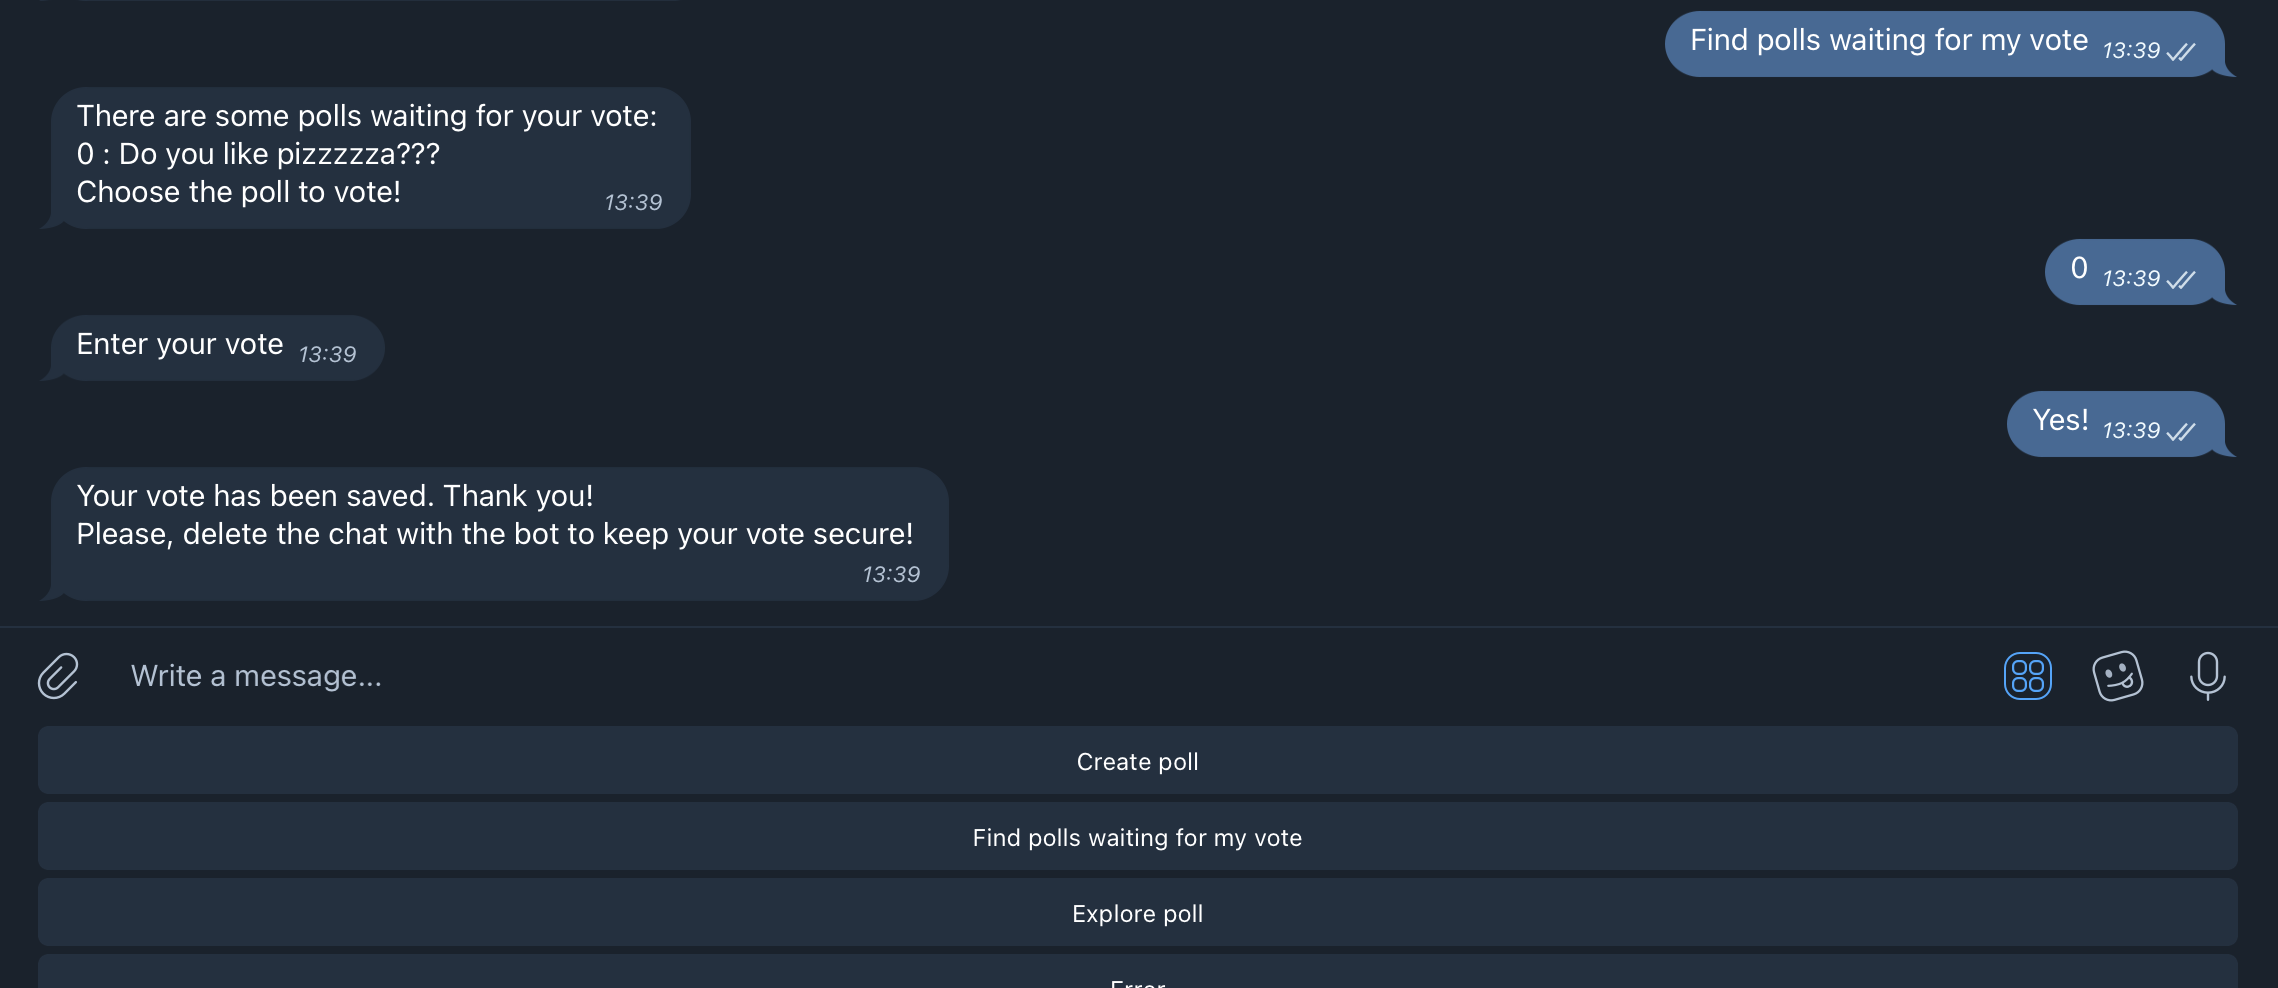 Find polls waiting for my vote 13:39
There are some polls waiting for your vote:
0 : Do you like pizzzzza???
Choose the poll to vote! 13:39
0 13:39
Enter your vote 13:39
Yes! 13:39
Your vote has been saved. Thank you!
Please, delete the chat with the bot to keep your vote secure!
13:39
Write a message...
Create poll
Find polls waiting for my vote
Explore poll